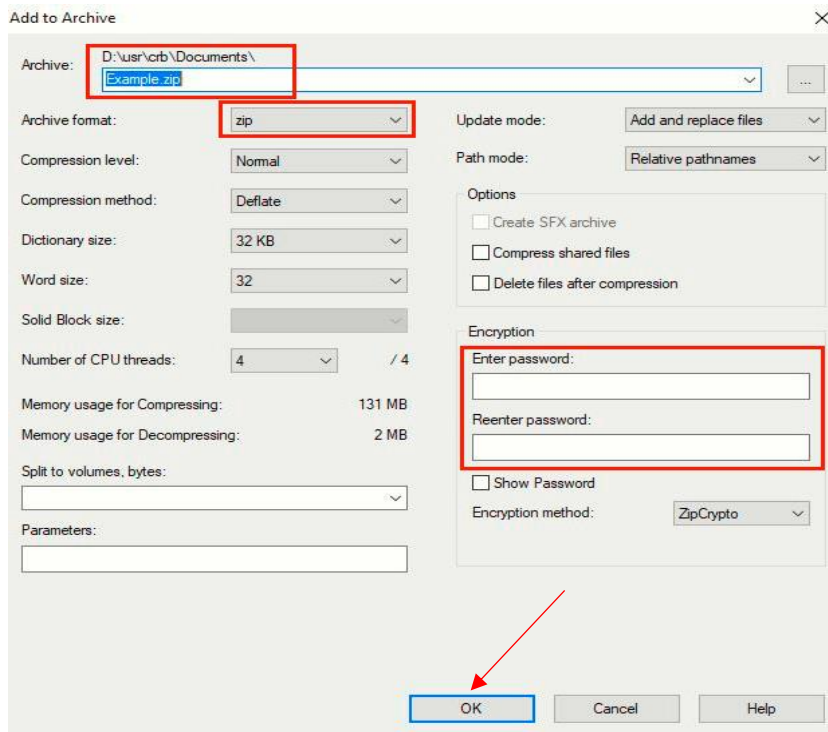 Add to Archive
Archive:
D:\usr\crb\Documents\
Example.zip
...
Archive format:
zip
Compression level:
Normal
Compression method:
Deflate
Dictionary size:
32 KB
Word size:
32
Solid Block size:
Number of CPU threads:
4
/ 4
Memory usage for Compressing:
131 MB
Memory usage for Decompressing:
2 MB
Split to volumes, bytes:
Parameters:
Update mode:
Add and replace files
Path mode:
Relative pathnames
Options
Create SFX archive
Compress shared files
Delete files after compression
Encryption
Enter password:
Reenter password:
Show Password
Encryption method:
ZipCrypto
OK
Cancel
Help